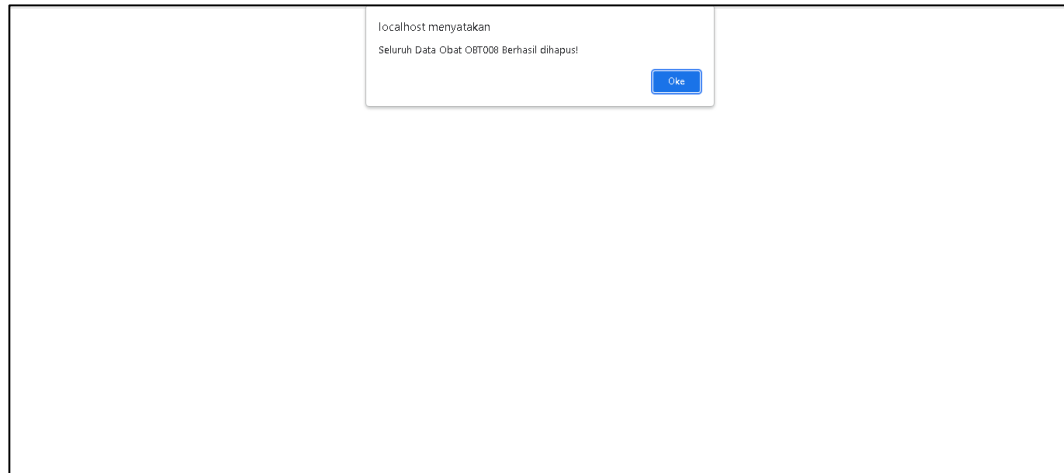 localhost menyatakan
Seluruh Data Obat OBT008 Berhasil dihapus!
Oke